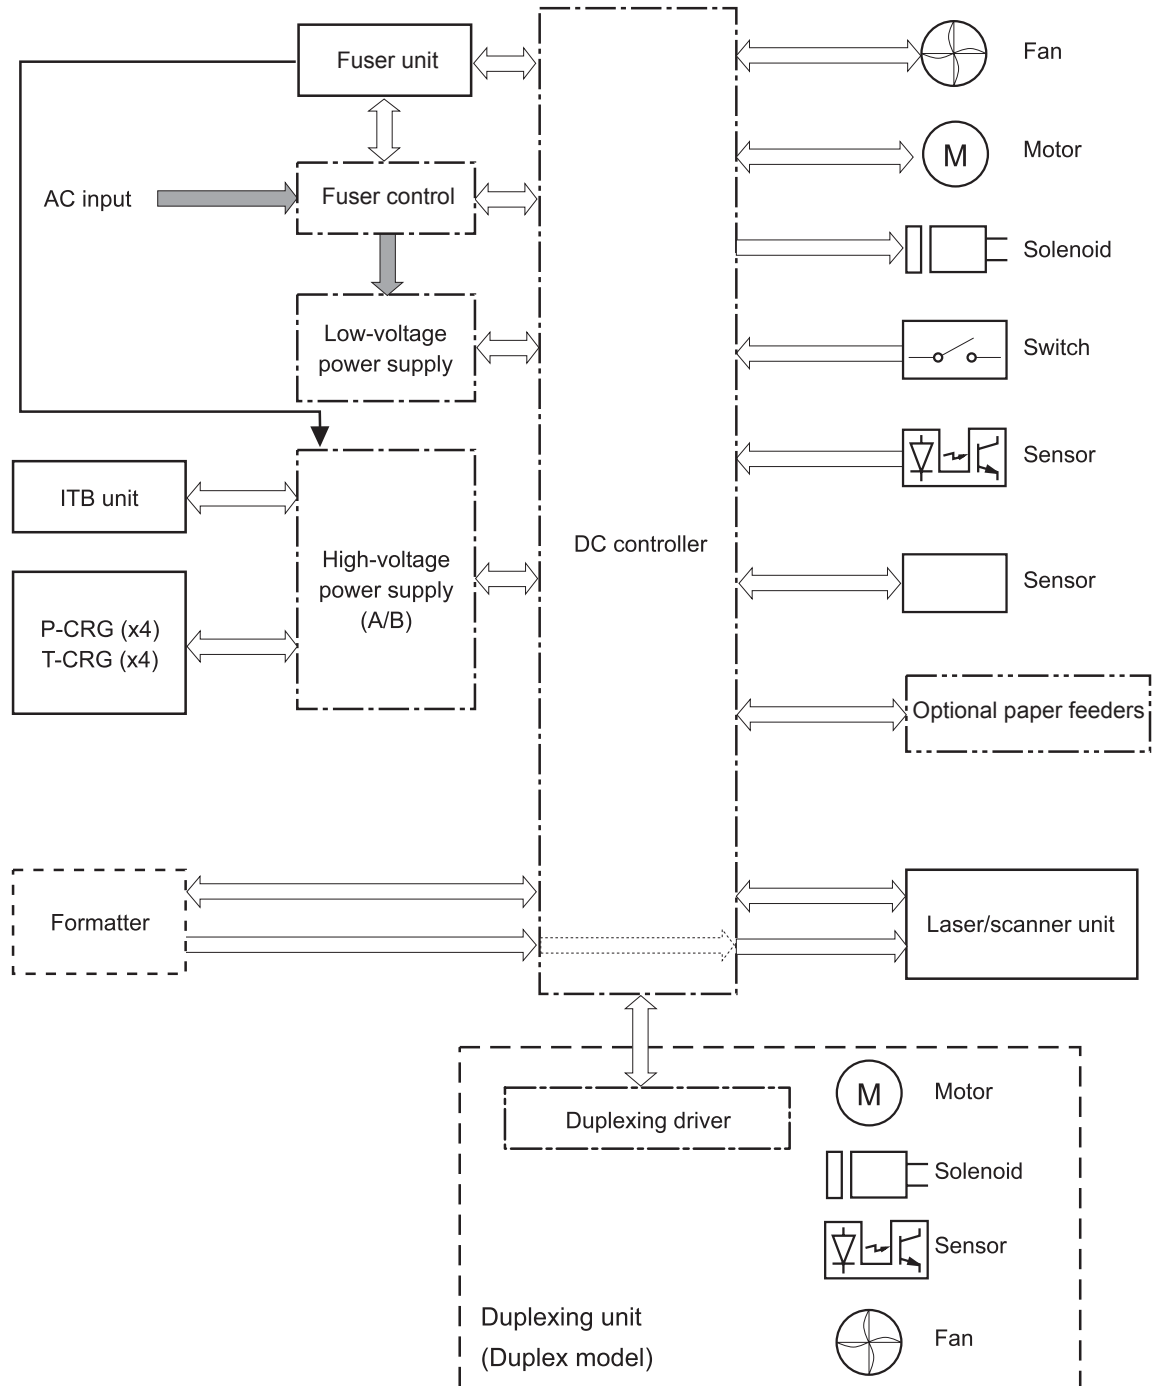 Fuser unit
Fan
Motor
M
AC input
Fuser control
Solenoid
Low-voltage
power supply
Switch
Sensor
ITB unit
High-voltage
power supply
(A/B)
DC controller
Sensor
P-CRG (x4)
T-CRG (x4)
Optional paper feeders
Formatter
Laser/scanner unit
Duplexing driver
M
Motor
Solenoid
Sensor
Duplexing unit
(Duplex model)
Fan